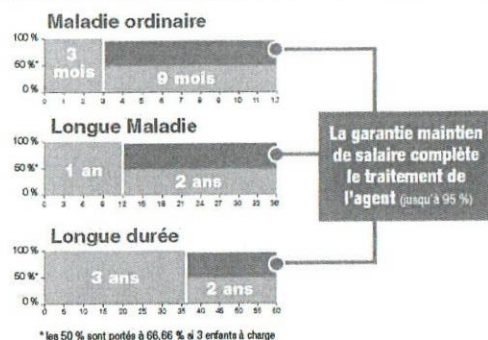 Maladie ordinaire
100 %
50 %*
0 %
3
mois
9 mois
0 1 2 3 4 5 6 7 8 9 10 11 12
Longue Maladie
100 %
50 %*
0 %
1 an
2 ans
0 3 6 9 12 15 18 21 24 27 30 33 36
Longue durée
100 %
50 %*
0 %
3 ans
2 ans
0 5 10 15 20 25 30 35 40 45 50 55 60
La garantie maintien
de salaire complète
le traitement de
l'agent (jusqu'à 95 %)
* les 50 % sont portés à 66,66 % si 3 enfants à charge